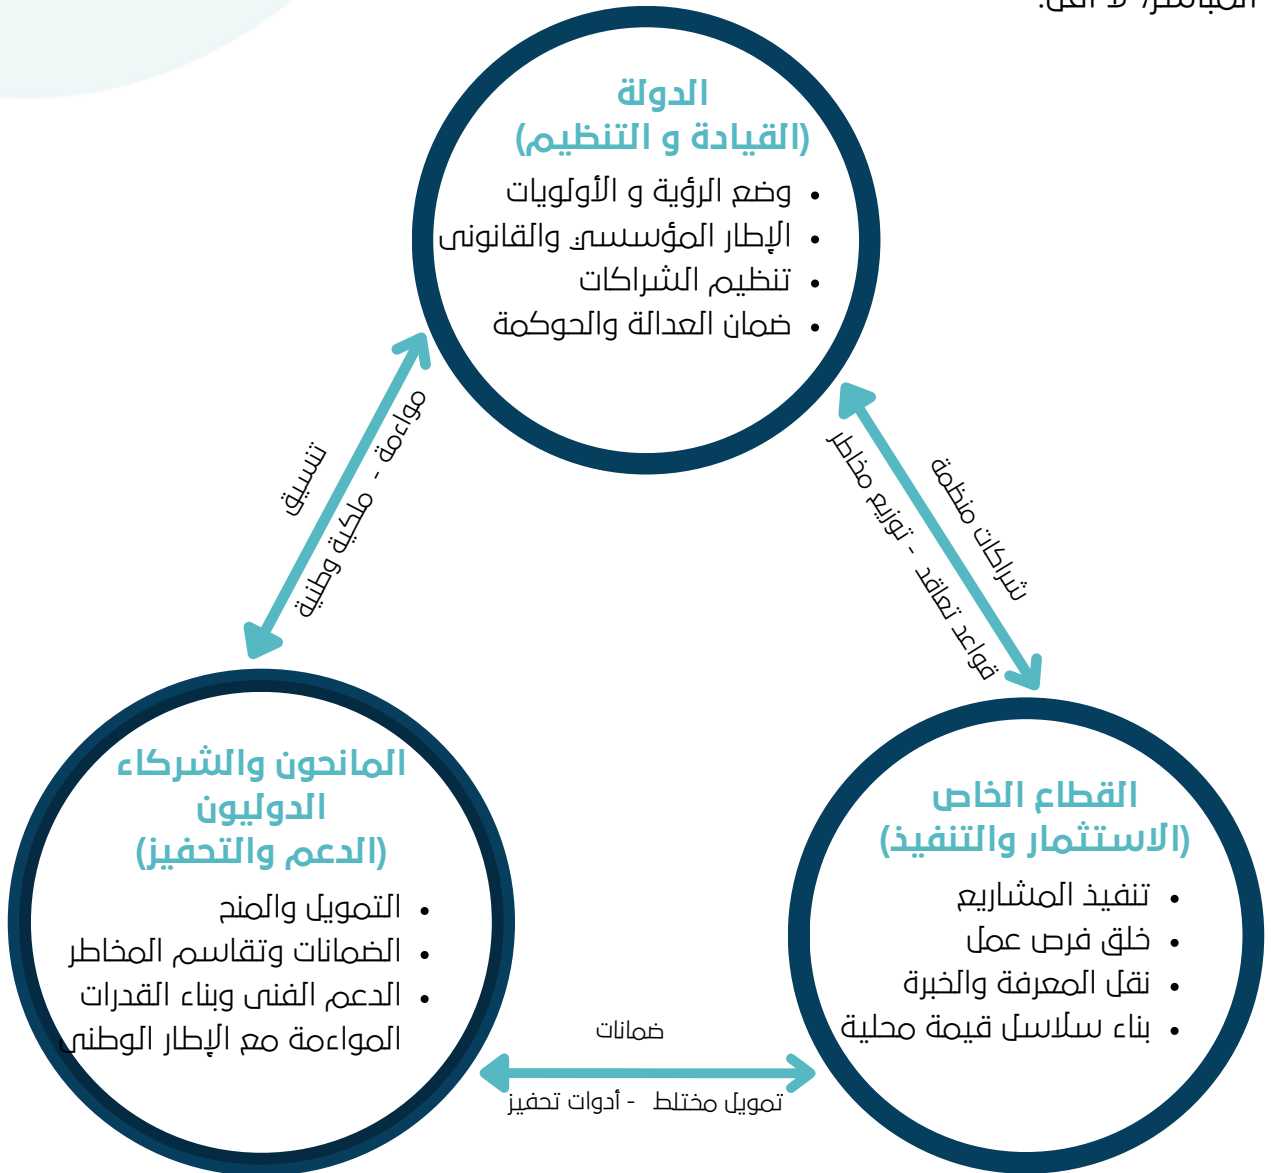 الدولة
(القيادة و التنظيم)
• وضع الرؤية و الأولويات
• الإطار المؤسسي والقانوني
• تنظيم الشراكات
• ضمان العدالة والحوكمة
تنسيق
مواءمة - ملكية وطنية
شراكات منظمة
قواعد تعاقد - توزيع مخاطر
المانحون والشركاء
الدوليون
(الدعم والتحفيز)
• التمويل والمنح
• الضمانات وتقاسم المخاطر
• الدعم الفني وبناء القدرات
المواءمة مع الإطار الوطني
القطاع الخاص
(الاستثمار والتنفيذ)
• تنفيذ المشاريع
• خلق فرص عمل
• نقل المعرفة والخبرة
• بناء سلاسل قيمة محلية
ضمانات
تمويل مختلط - أدوات تحفيز